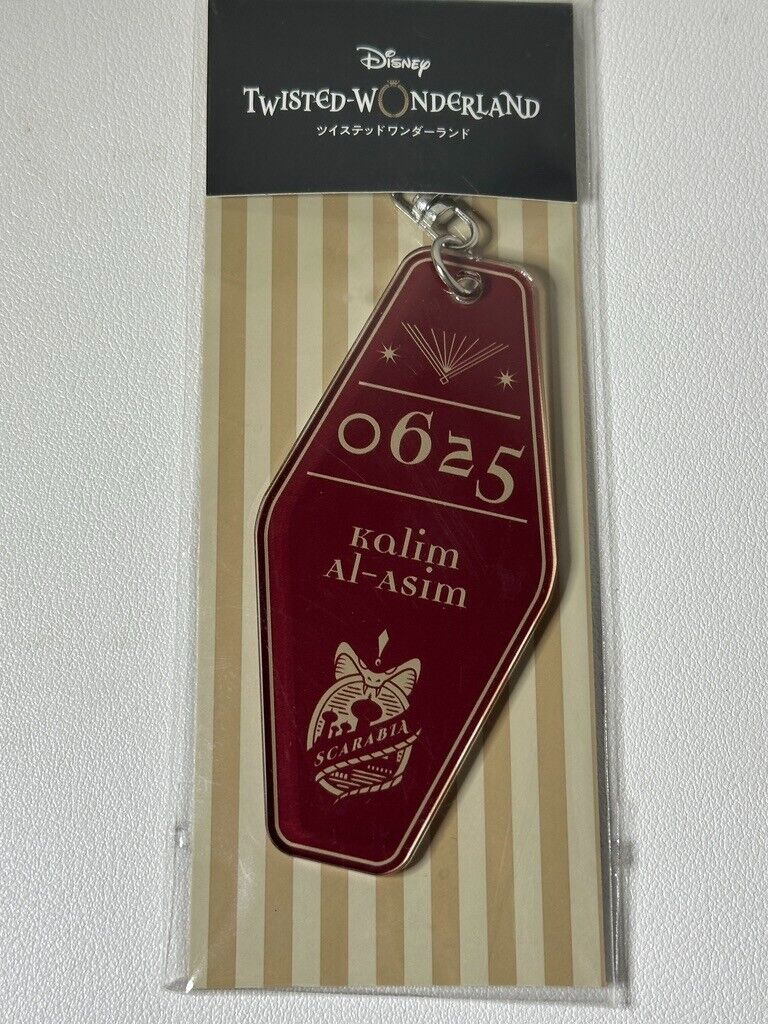 Disney
TWISTED-WONDERLAND
ツイステッドワンダーランド
0625
Kalim
Al-Asim
SCARABIA